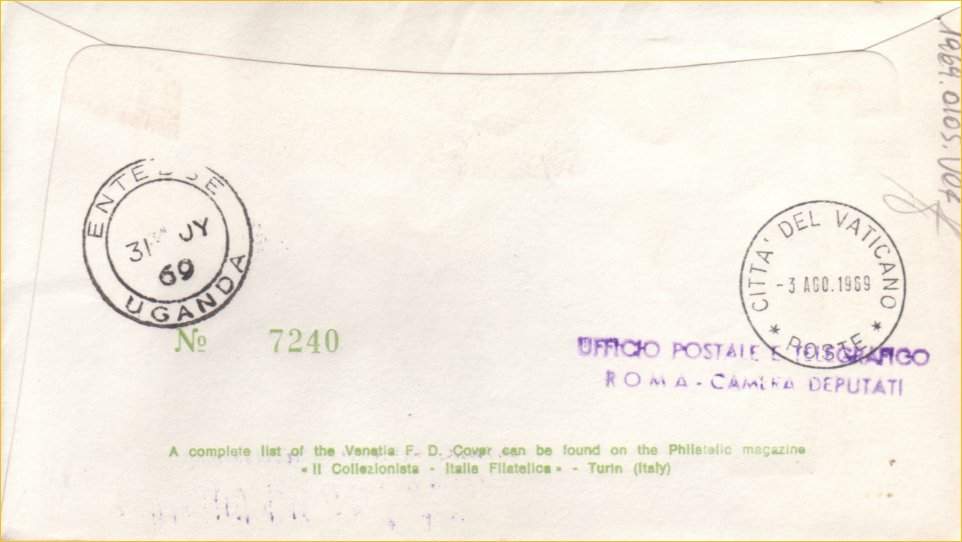 1969.0105.V07
ENTEBBE
31 JY
69
UGANDA
CITTA' DEL VATICANO
-3 AGO.1969
* POSTE *
№ 7240
UFFICIO POSTALE E TELEGRAFICO
ROMA - CAMERA DEPUTATI
A complete list of the Venetia F. D. Cover can be found on the Philatelic magazine
« Il Collezionista - Italia Filatelica » - Turin (Italy)